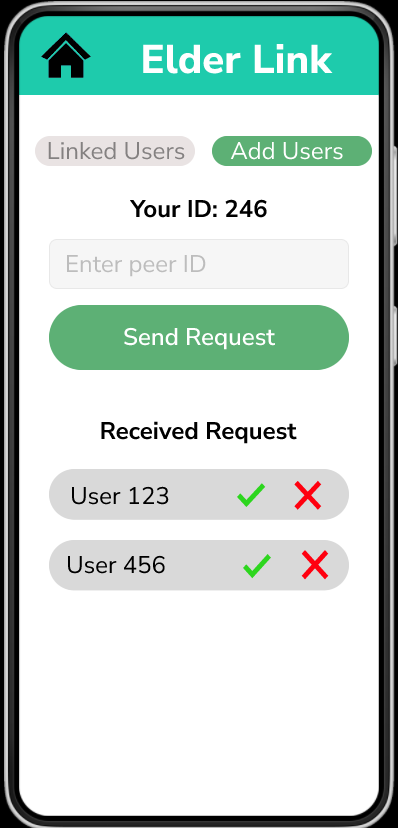 Elder Link
Linked Users
Add Users
Your ID: 246
Enter peer ID
Send Request
Received Request
User 123
User 456